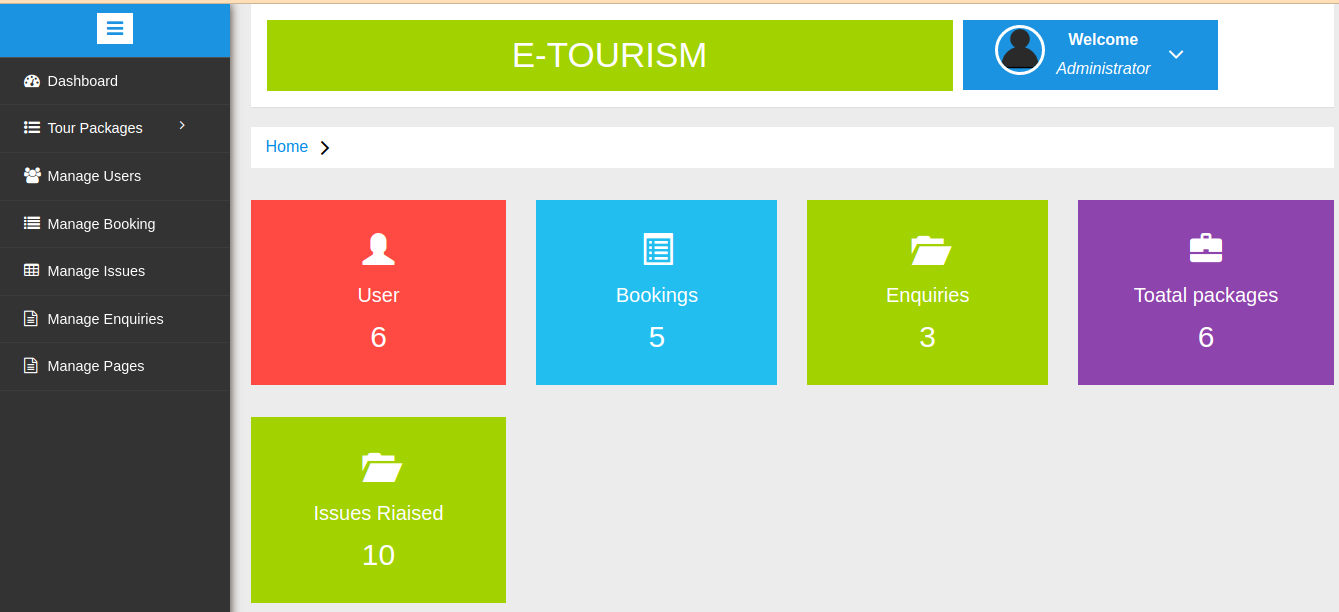 E-TOURISM
Welcome
Administrator
Dashboard
Tour Packages
Manage Users
Manage Booking
Manage Issues
Manage Enquiries
Manage Pages
Home
User
6
Bookings
5
Enquiries
3
Toatal packages
6
Issues Riaised
10